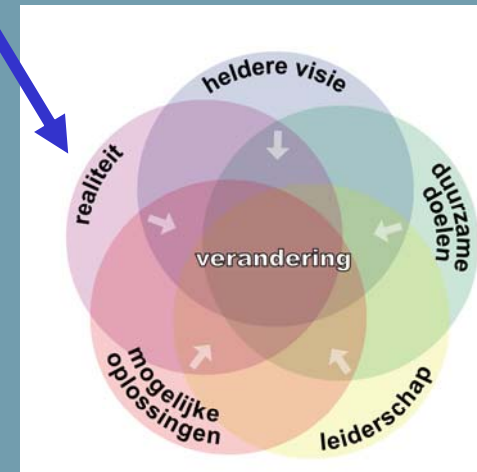 heldere visie
realiteit
duurzame
doelen
verandering
mogelijke
oplossingen
leiderschap